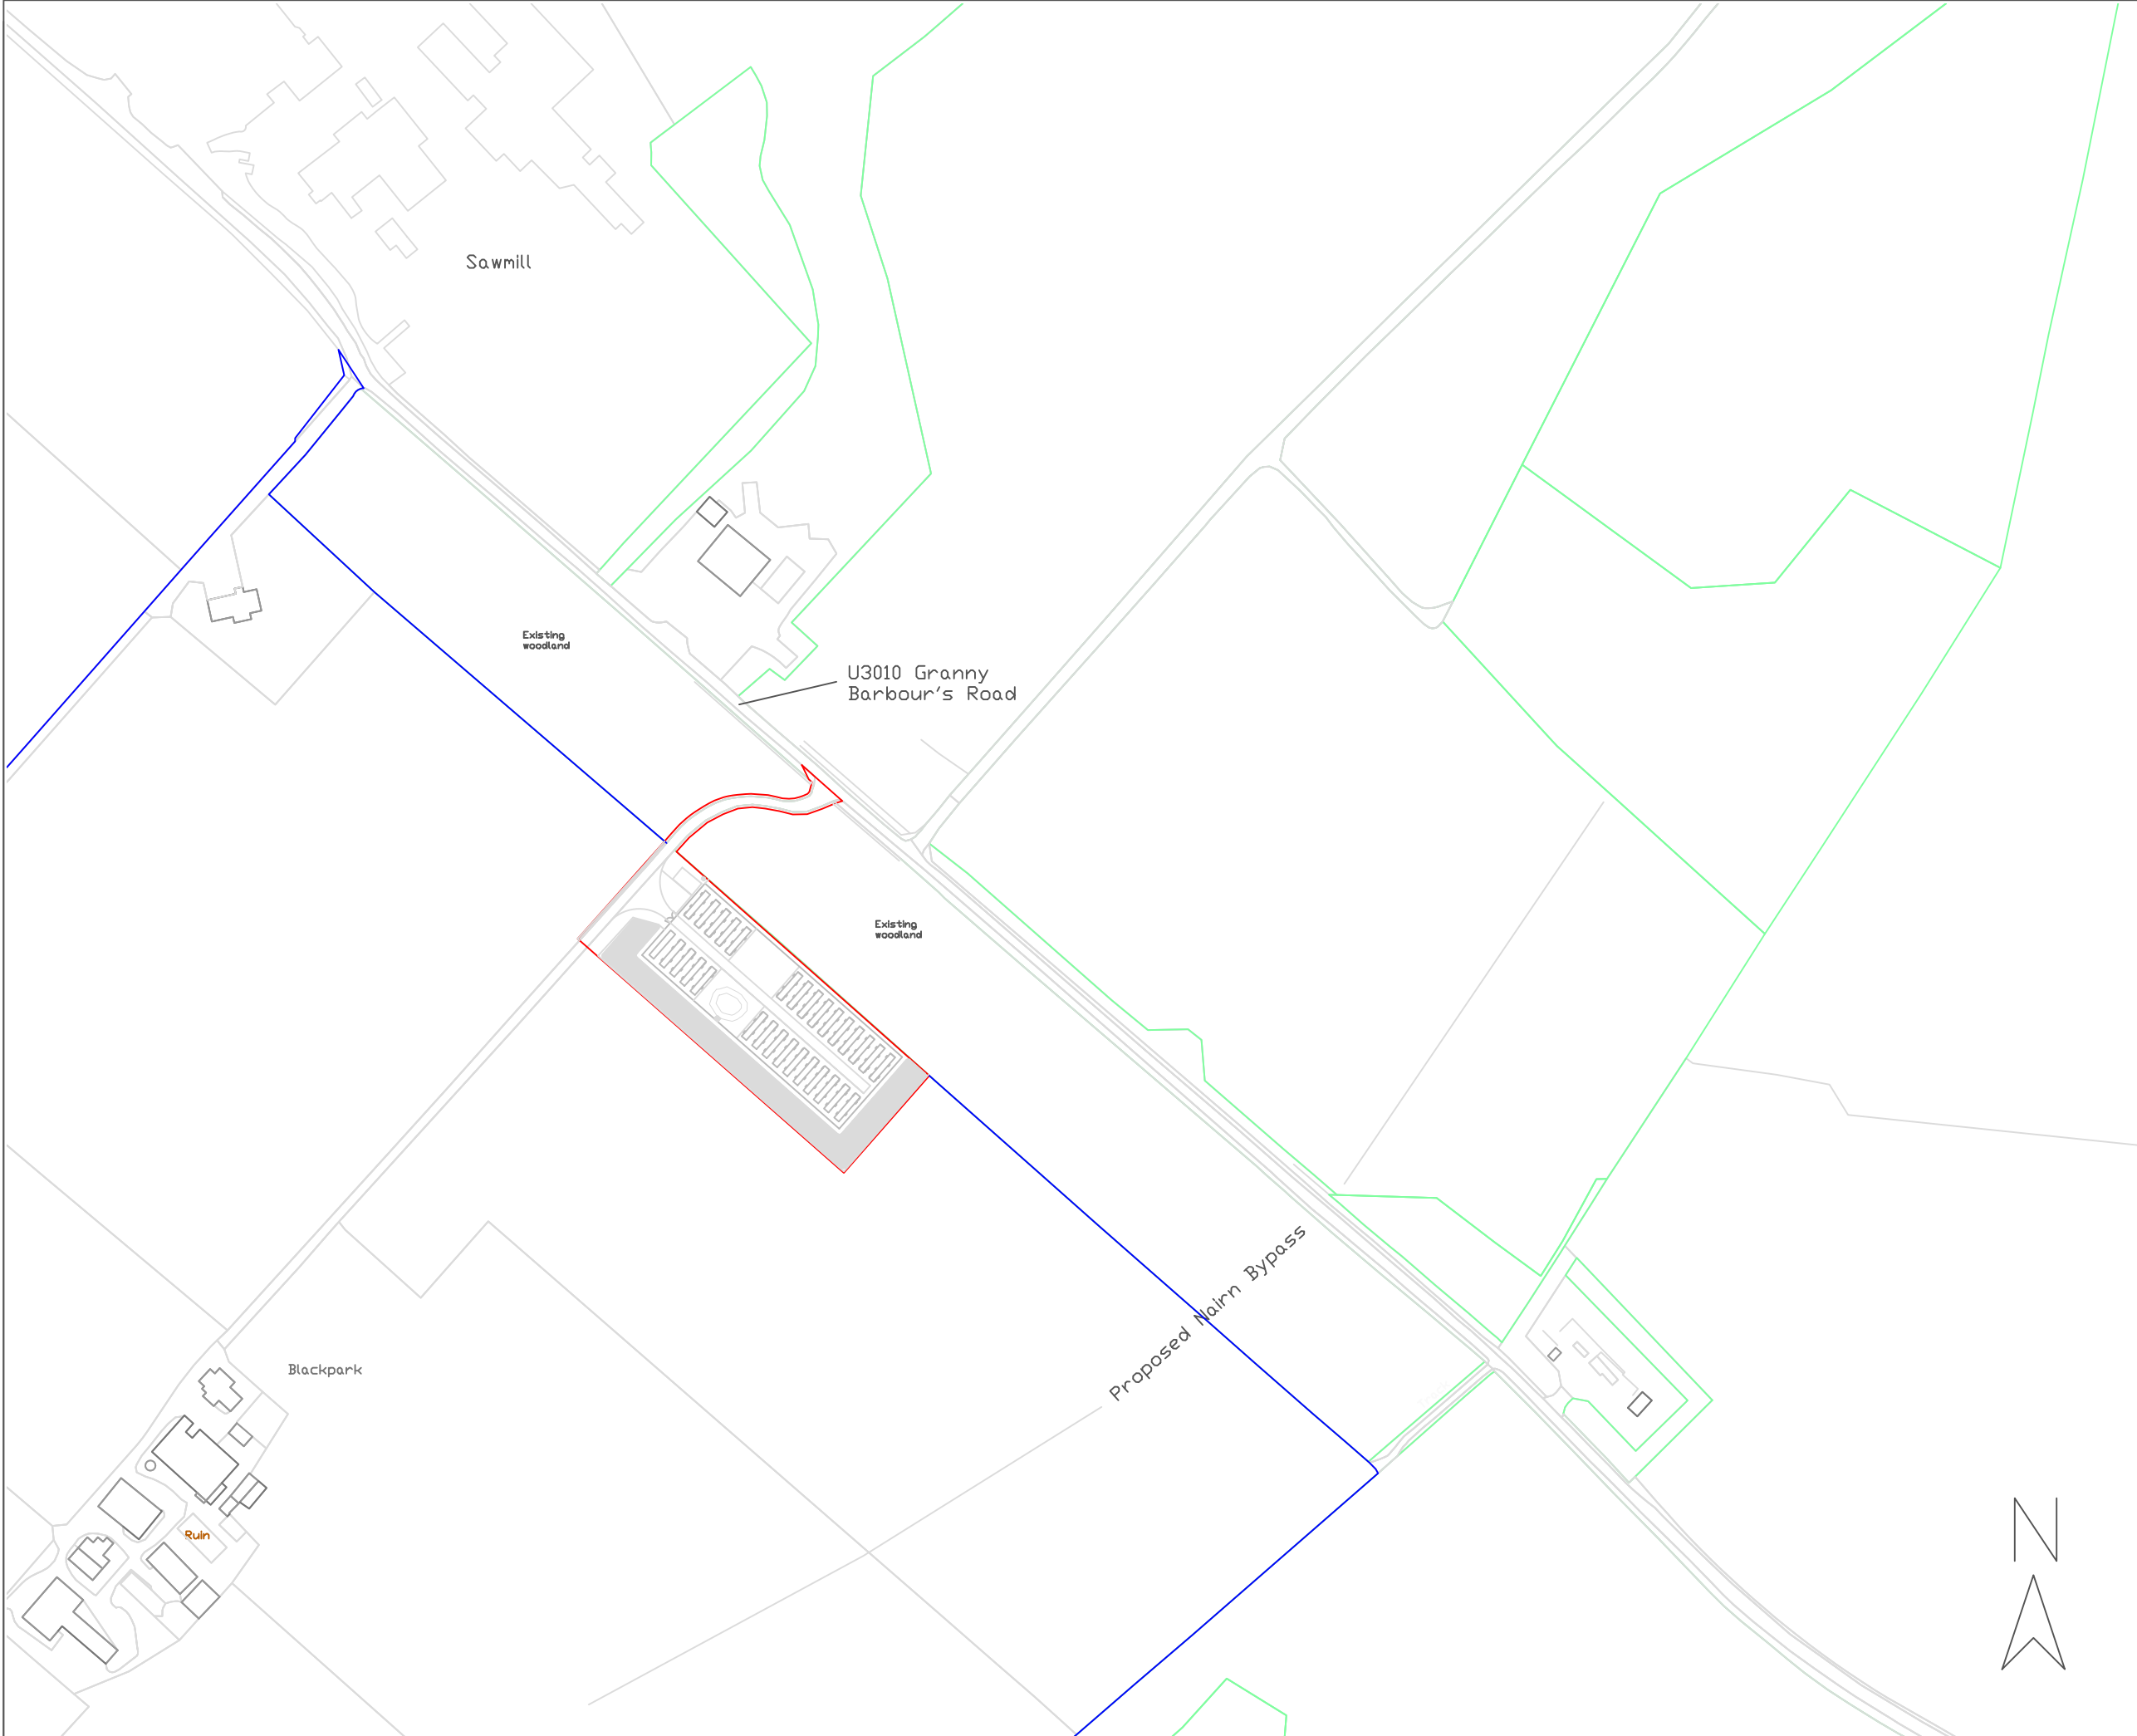 Sawmill
Existing
woodland
U3010 Granny
Barbour's Road
Existing
woodland
Proposed Nairn Bypass
Blackpark
Ruin
N